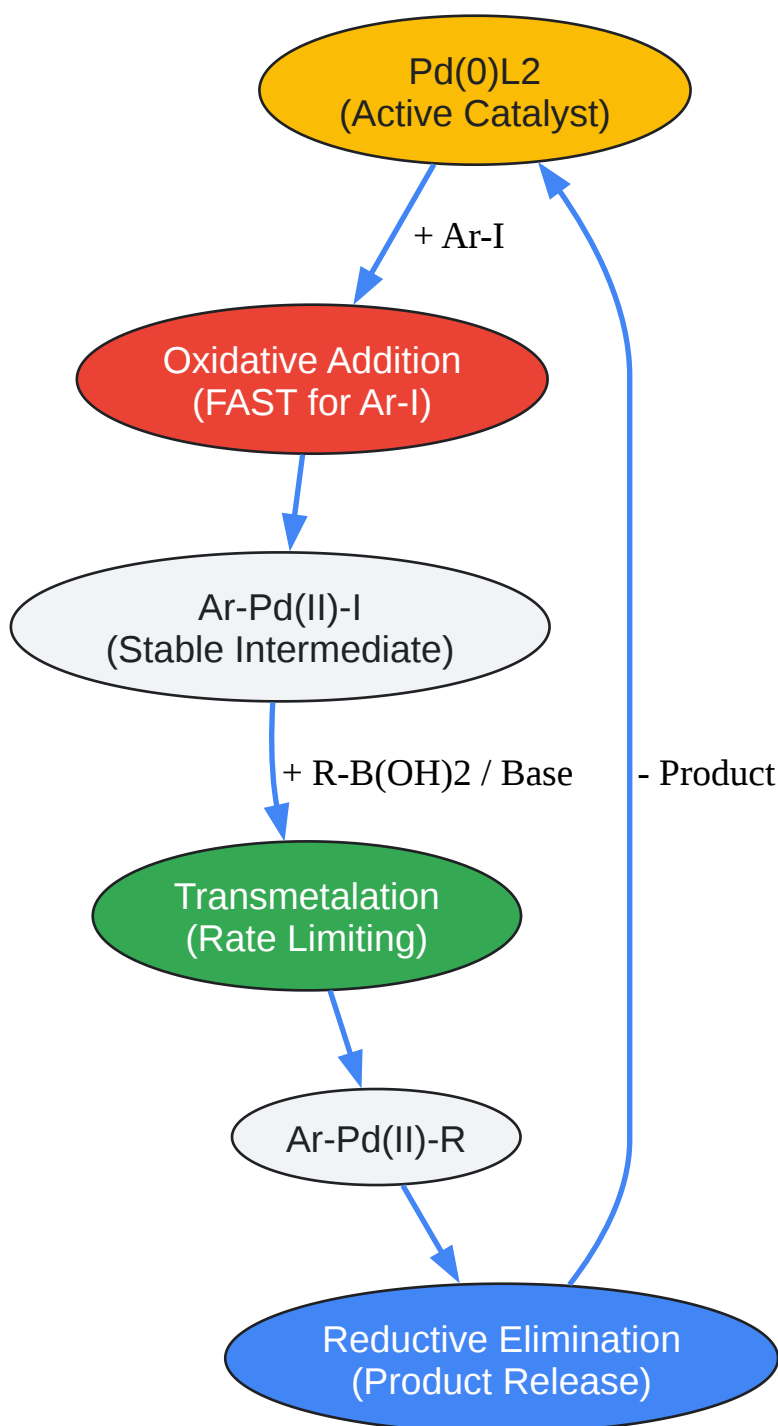 Pd(0)L2
(Active Catalyst)
+ Ar-I
Oxidative Addition
(FAST for Ar-I)
Ar-Pd(II)-I
(Stable Intermediate)
+ R-B(OH)2 / Base
- Product
Transmetalation
(Rate Limiting)
Ar-Pd(II)-R
Reductive Elimination
(Product Release)